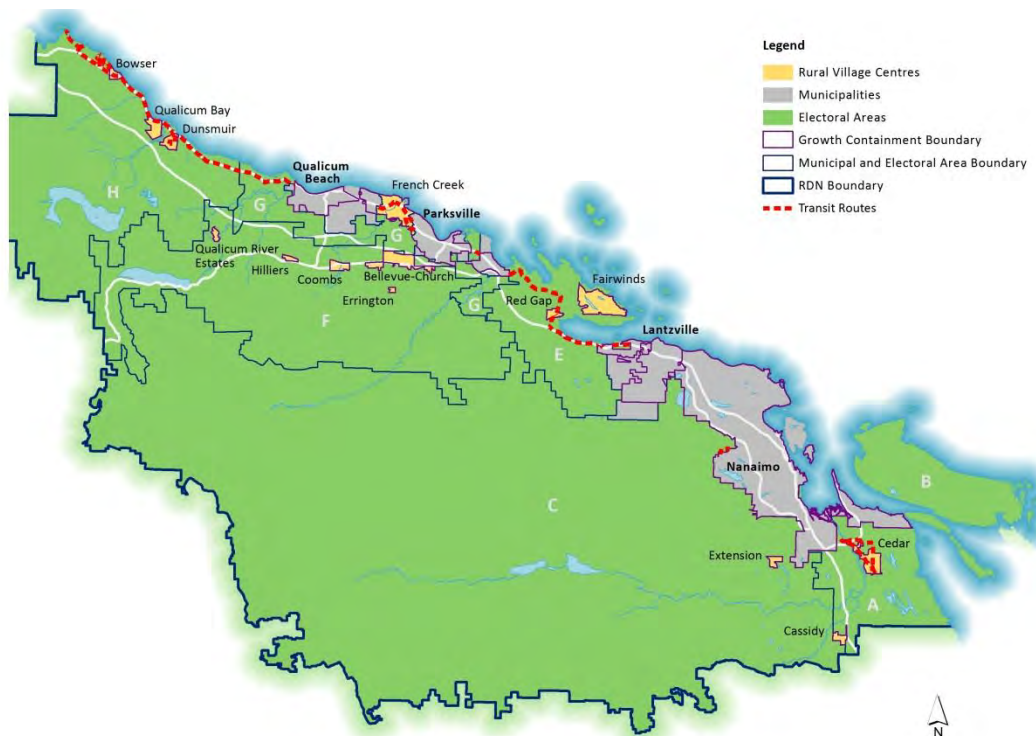 Legend
Rural Village Centres
Municipalities
Electoral Areas
Growth Containment Boundary
Municipal and Electoral Area Boundary
RDN Boundary
Transit Routes
Bowser
Qualicum Bay
Dunsmuir
Qualicum
Beach
French Creek
H
G
Parksville
G
Qualicum River
Estates
Hilliers
Coombs
Bellevue-Church
Errington
Fairwinds
Red Gap
G
F
Lantzville
E
Nanaimo
B
C
Extension
Cedar
A
Cassidy
N